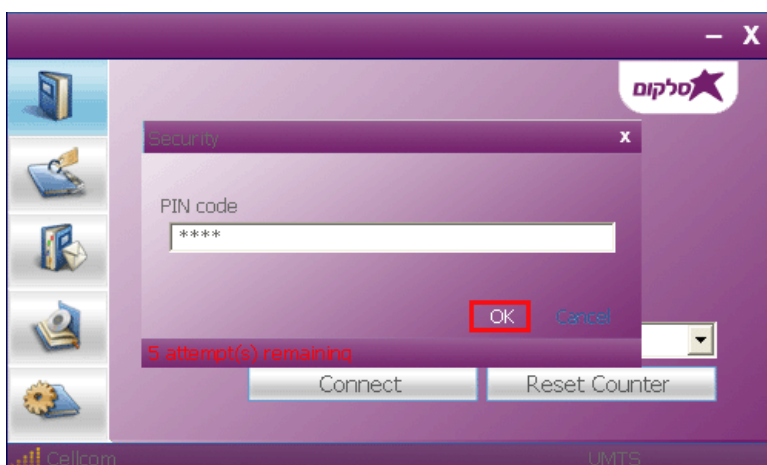 – X
סלקום
Security x
PIN code
****
OK Cancel
5 attempt(s) remaining
Connect Reset Counter
Cellcom UMTS